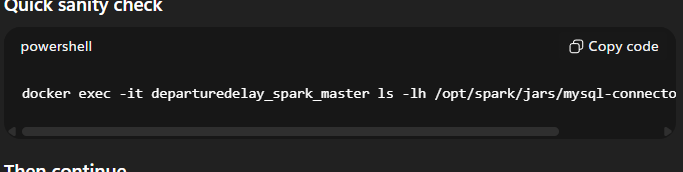 Quick sanity check
powershell
Copy code
docker exec -it departuredelay_spark_master ls -lh /opt/spark/jars/mysql-connecto
Then continue